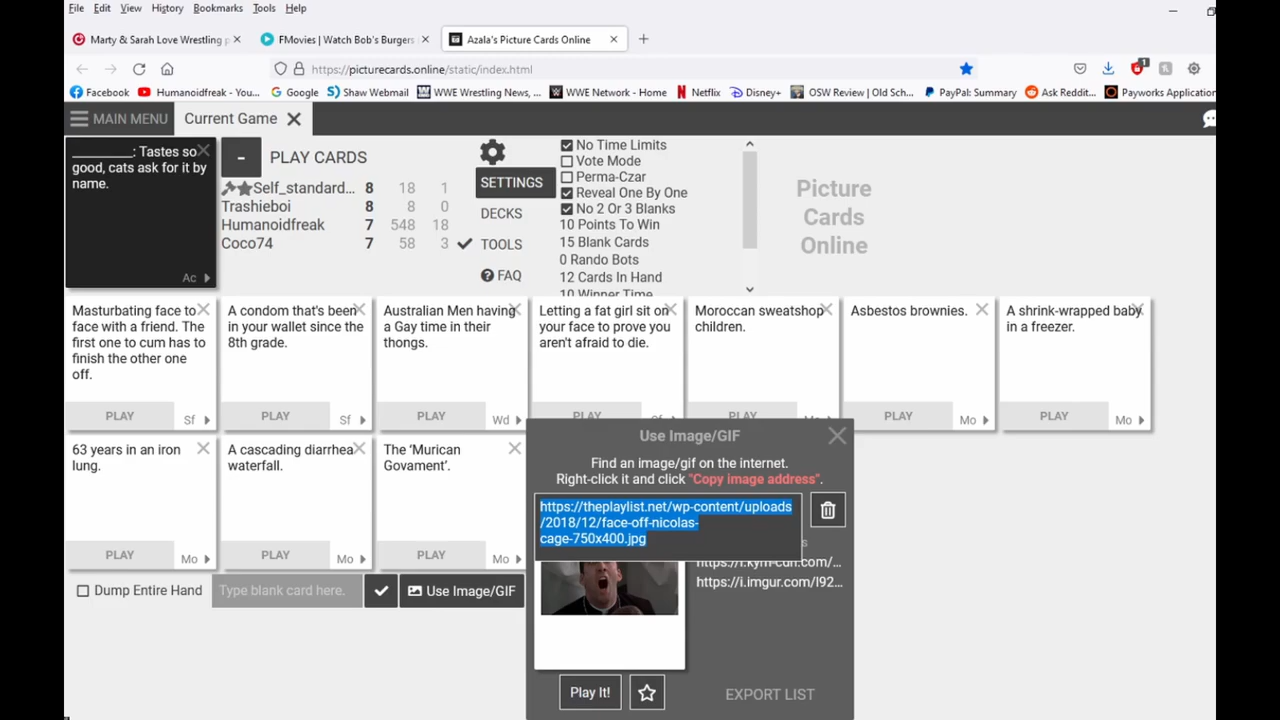 File Edit View History Bookmarks Tools Help
Marty & Sarah Love Wrestling p
FMovies | Watch Bob's Burgers
Azala's Picture Cards Online
https://picturecards.online/static/index.html
1
Facebook Humanoidfreak - You... Google Shaw Webmail WWE Wrestling News, ... WWE Network - Home Netflix Disney+ OSW Review | Old Sch... PayPal: Summary Ask Reddit... Payworks Application
MAIN MENU Current Game
_________: Tastes so
good, cats ask for it by
name.
Ac
- PLAY CARDS
Self_standard... 8 18 1
Trashieboi 8 8 0
Humanoidfreak 7 548 18
Coco74 7 58 3
SETTINGS
DECKS
TOOLS
FAQ
No Time Limits
Vote Mode
Perma-Czar
Reveal One By One
No 2 Or 3 Blanks
10 Points To Win
15 Blank Cards
0 Rando Bots
12 Cards In Hand
10 Winner Time
Picture
Cards
Online
Masturbating face to
face with a friend. The
first one to cum has to
finish the other one
off.
PLAY Sf
A condom that's been
in your wallet since the
8th grade.
PLAY Sf
Australian Men having
a Gay time in their
thongs.
PLAY Wd
Letting a fat girl sit on
your face to prove you
aren't afraid to die.
PLAY
Moroccan sweatshop
children.
PLAY Mo
Asbestos brownies.
PLAY Mo
A shrink-wrapped baby
in a freezer.
PLAY Mo
63 years in an iron
lung.
PLAY Mo
A cascading diarrhea
waterfall.
PLAY Mo
The ‘Murican
Govament’.
PLAY Mo
Dump Entire Hand
Type blank card here.
Use Image/GIF
Use Image/GIF
Find an image/gif on the internet.
Right-click it and click "Copy image address".
https://theplaylist.net/wp-content/uploads
/2018/12/face-off-nicolas-
cage-750x400.jpg
https://i.kym-cdn.com/...
https://i.imgur.com/I92...
Play It!
EXPORT LIST